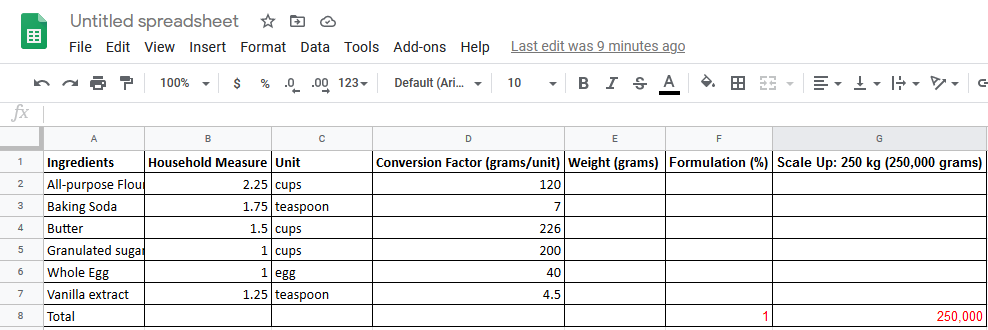 Untitled spreadsheet
File Edit View Insert Format Data Tools Add-ons Help Last edit was 9 minutes ago
100% $ % .0 .00 123 Default (Ari... 10 B I S A
fx
A B C D E F G
1 Ingredients Household Measure Unit Conversion Factor (grams/unit) Weight (grams) Formulation (%) Scale Up: 250 kg (250,000 grams)
2 All-purpose Flour 2.25 cups 120
3 Baking Soda 1.75 teaspoon 7
4 Butter 1.5 cups 226
5 Granulated sugar 1 cups 200
6 Whole Egg 1 egg 40
7 Vanilla extract 1.25 teaspoon 4.5
8 Total 1 250,000